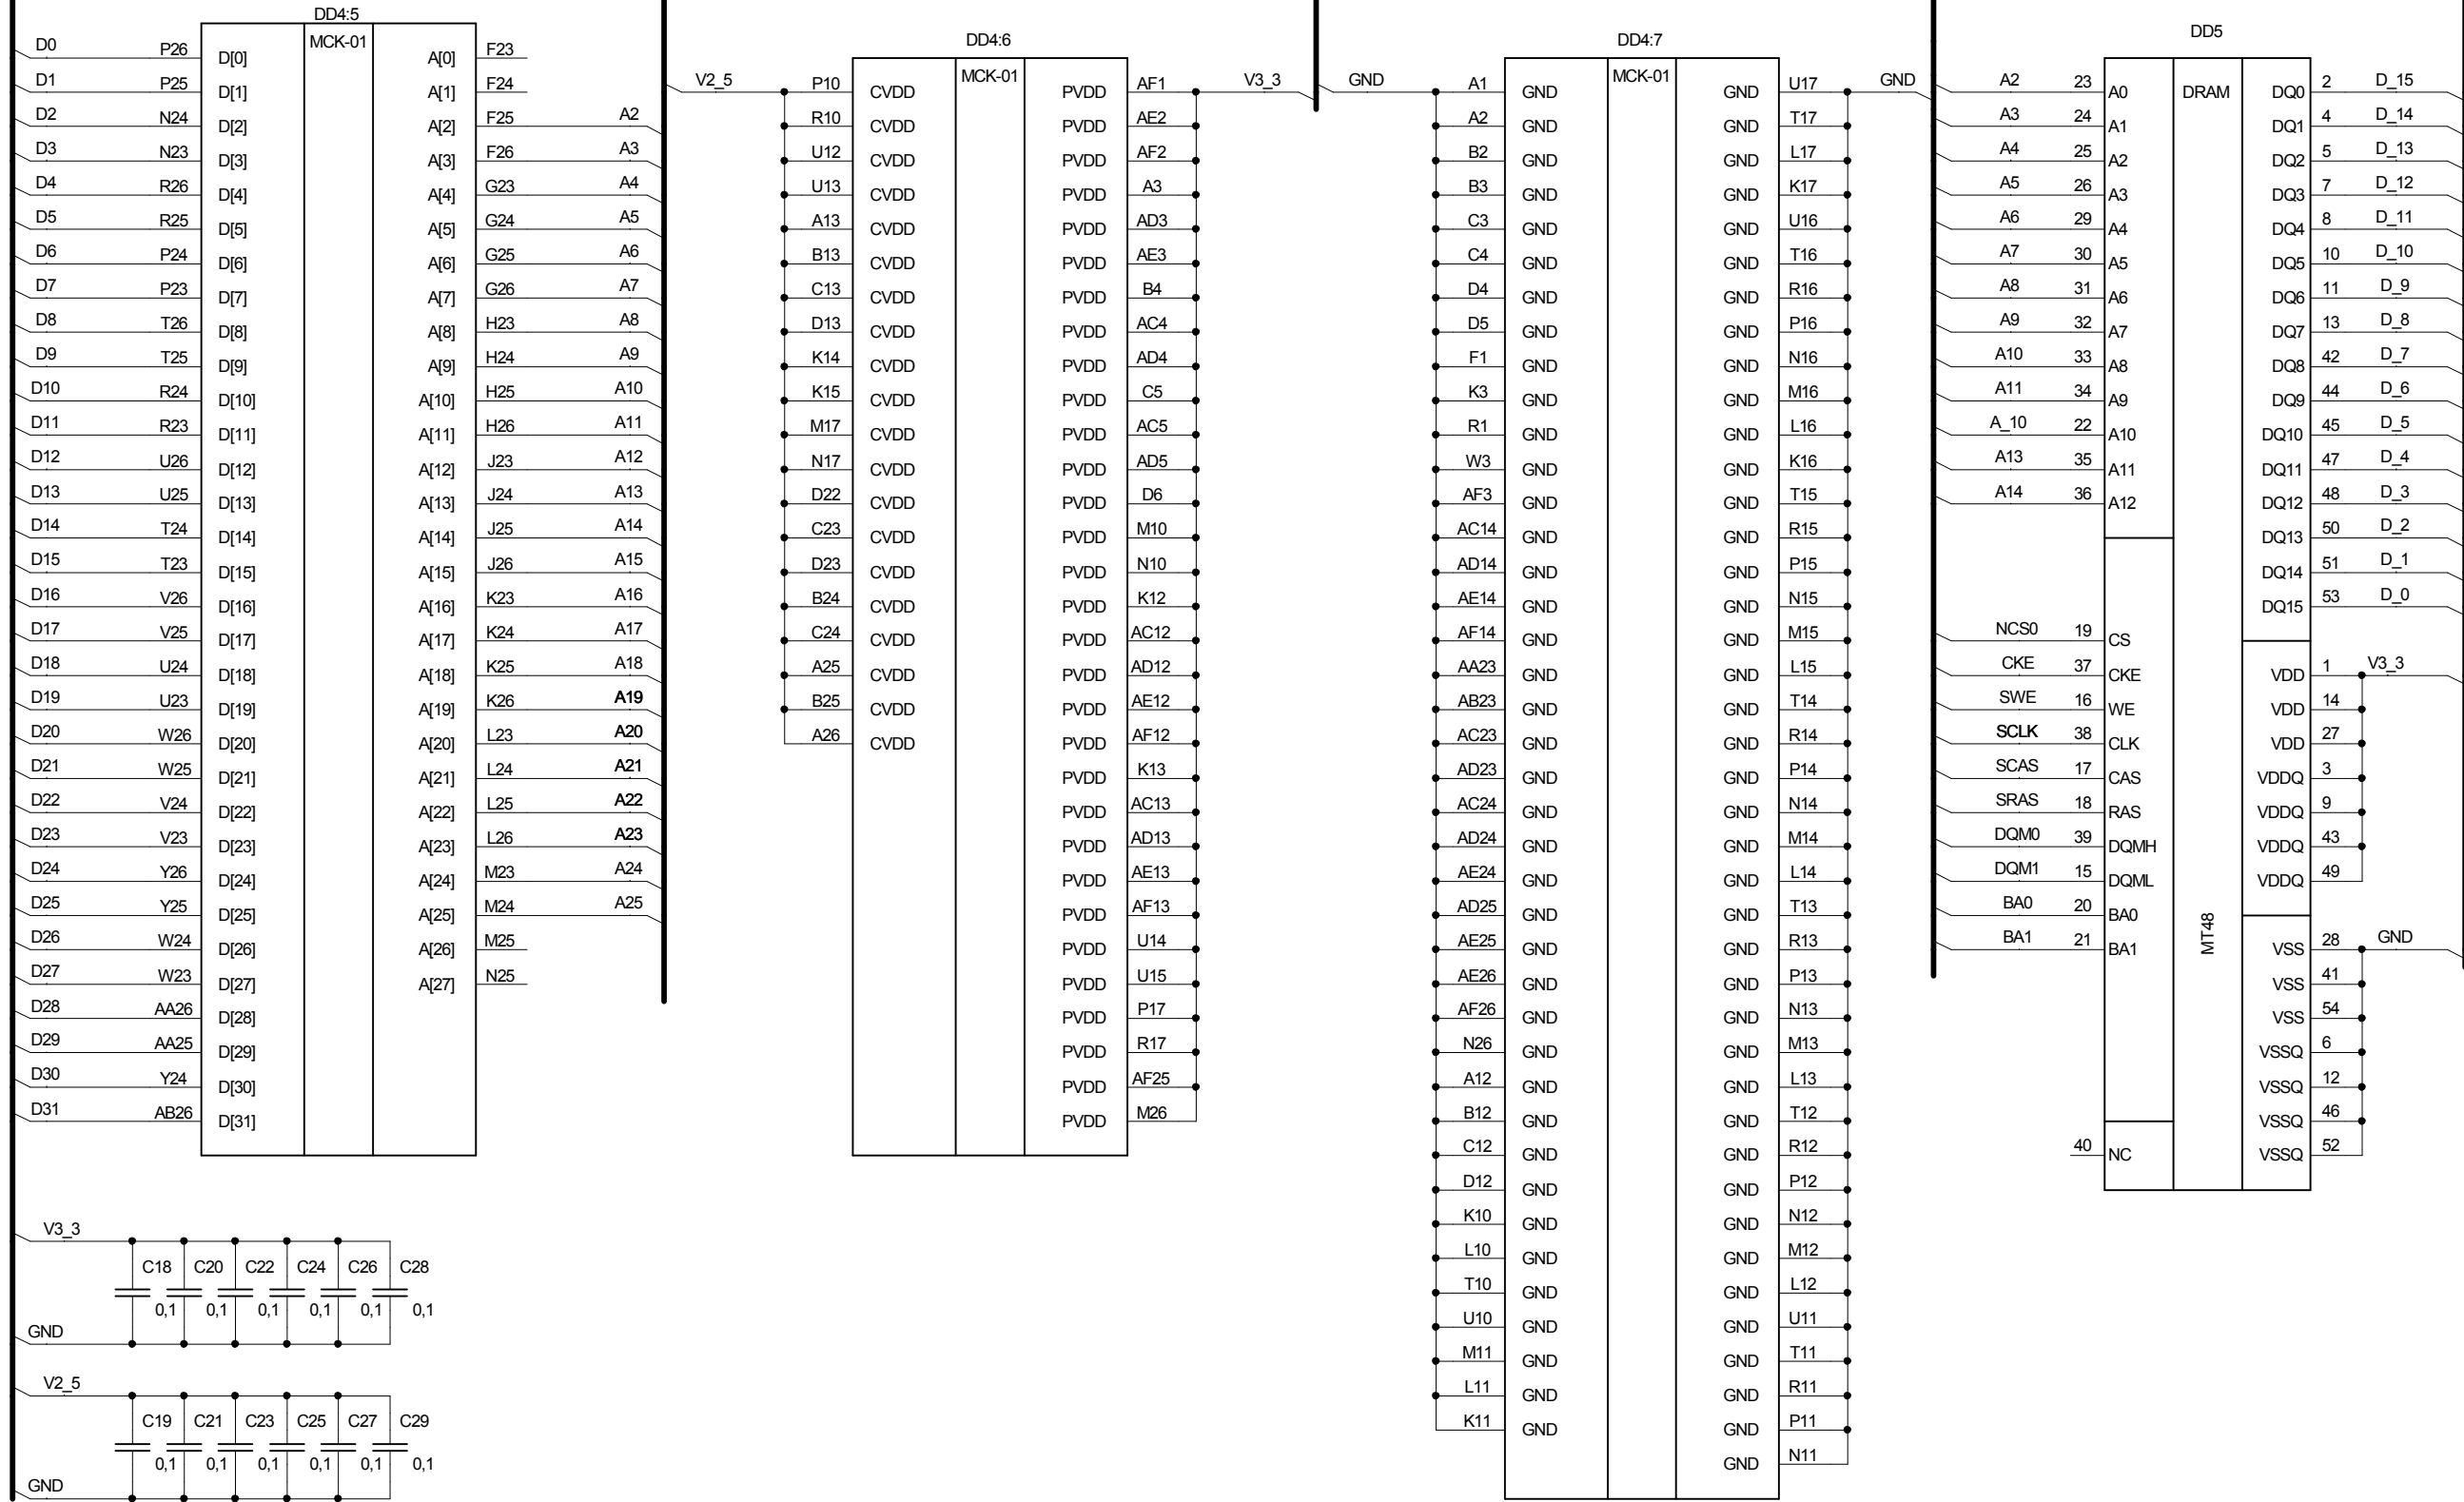 DD4:5
MCK-01
D0 P26 D[0] A[0] F23
D1 P25 D[1] A[1] F24
D2 N24 D[2] A[2] F25 A2
D3 N23 D[3] A[3] F26 A3
D4 R26 D[4] A[4] G23 A4
D5 R25 D[5] A[5] G24 A5
D6 P24 D[6] A[6] G25 A6
D7 P23 D[7] A[7] G26 A7
D8 T26 D[8] A[8] H23 A8
D9 T25 D[9] A[9] H24 A9
D10 R24 D[10] A[10] H25 A10
D11 R23 D[11] A[11] H26 A11
D12 U26 D[12] A[12] J23 A12
D13 U25 D[13] A[13] J24 A13
D14 T24 D[14] A[14] J25 A14
D15 T23 D[15] A[15] J26 A15
D16 V26 D[16] A[16] K23 A16
D17 V25 D[17] A[17] K24 A17
D18 U24 D[18] A[18] K25 A18
D19 U23 D[19] A[19] K26 A19
D20 W26 D[20] A[20] L23 A20
D21 W25 D[21] A[21] L24 A21
D22 V24 D[22] A[22] L25 A22
D23 V23 D[23] A[23] L26 A23
D24 Y26 D[24] A[24] M23 A24
D25 Y25 D[25] A[25] M24 A25
D26 W24 D[26] A[26] M25
D27 W23 D[27] A[27] N25
D28 AA26 D[28]
D29 AA25 D[29]
D30 Y24 D[30]
D31 AB26 D[31]
V3_3
C18 C20 C22 C24 C26 C28
0,1 0,1 0,1 0,1 0,1 0,1
GND
V2_5
C19 C21 C23 C25 C27 C29
0,1 0,1 0,1 0,1 0,1 0,1
GND
DD4:6
MCK-01
V2_5 P10 CVDD PVDD AF1 V3_3
R10 CVDD PVDD AE2
U12 CVDD PVDD AF2
U13 CVDD PVDD A3
A13 CVDD PVDD AD3
B13 CVDD PVDD AE3
C13 CVDD PVDD B4
D13 CVDD PVDD AC4
K14 CVDD PVDD AD4
K15 CVDD PVDD C5
M17 CVDD PVDD AC5
N17 CVDD PVDD AD5
D22 CVDD PVDD D6
C23 CVDD PVDD M10
D23 CVDD PVDD N10
B24 CVDD PVDD K12
C24 CVDD PVDD AC12
A25 CVDD PVDD AD12
B25 CVDD PVDD AE12
A26 CVDD PVDD AF12
PVDD K13
PVDD AC13
PVDD AD13
PVDD AE13
PVDD AF13
PVDD U14
PVDD U15
PVDD P17
PVDD R17
PVDD AF25
PVDD M26
DD4:7
MCK-01
GND A1 GND GND U17 GND
A2 GND GND T17
B2 GND GND L17
B3 GND GND K17
C3 GND GND U16
C4 GND GND T16
D4 GND GND R16
D5 GND GND P16
F1 GND GND N16
K3 GND GND M16
R1 GND GND L16
W3 GND GND K16
AF3 GND GND T15
AC14 GND GND R15
AD14 GND GND P15
AE14 GND GND N15
AF14 GND GND M15
AA23 GND GND L15
AB23 GND GND T14
AC23 GND GND R14
AD23 GND GND P14
AC24 GND GND N14
AD24 GND GND M14
AE24 GND GND L14
AD25 GND GND T13
AE25 GND GND R13
AE26 GND GND P13
AF26 GND GND N13
N26 GND GND M13
A12 GND GND L13
B12 GND GND T12
C12 GND GND R12
D12 GND GND P12
K10 GND GND N12
L10 GND GND M12
T10 GND GND L12
U10 GND GND U11
M11 GND GND T11
L11 GND GND R11
K11 GND GND P11
GND N11
DD5
A2 23 A0 DRAM DQ0 2 D_15
A3 24 A1 DQ1 4 D_14
A4 25 A2 DQ2 5 D_13
A5 26 A3 DQ3 7 D_12
A6 29 A4 DQ4 8 D_11
A7 30 A5 DQ5 10 D_10
A8 31 A6 DQ6 11 D_9
A9 32 A7 DQ7 13 D_8
A10 33 A8 DQ8 42 D_7
A11 34 A9 DQ9 44 D_6
A_10 22 A10 DQ10 45 D_5
A13 35 A11 DQ11 47 D_4
A14 36 A12 DQ12 48 D_3
DQ13 50 D_2
DQ14 51 D_1
DQ15 53 D_0
NCS0 19 CS
CKE 37 CKE VDD 1 V3_3
SWE 16 WE VDD 14
SCLK 38 CLK VDD 27
SCAS 17 CAS VDDQ 3
SRAS 18 RAS VDDQ 9
DQM0 39 DQMH VDDQ 43
DQM1 15 DQML VDDQ 49
BA0 20 BA0
BA1 21 BA1 MT48 VSS 28 GND
VSS 41
VSS 54
VSSQ 6
VSSQ 12
VSSQ 46
40 NC VSSQ 52